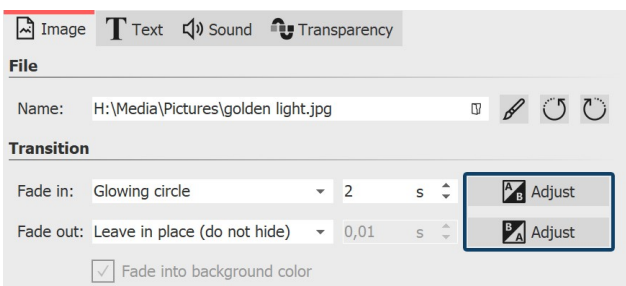 Image Text Sound Transparency
File
Name: H:\Media\Pictures\golden light.jpg
Transition
Fade in: Glowing circle 2 s A B Adjust
Fade out: Leave in place (do not hide) 0,01 s B A Adjust
Fade into background color